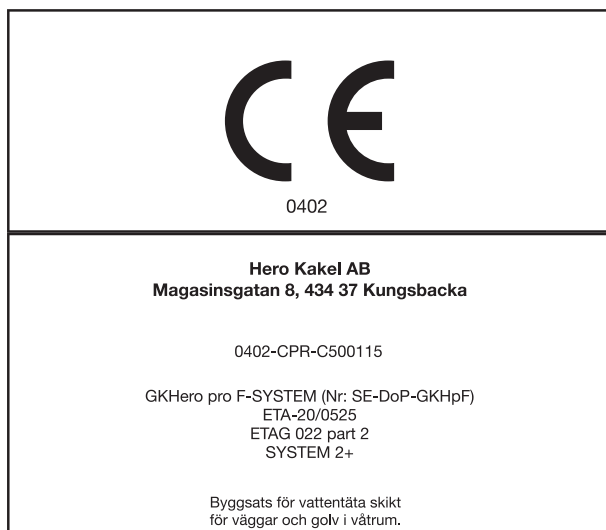 CE
0402
Hero Kakel AB
Magasinsgatan 8, 434 37 Kungsbacka
0402-CPR-C500115
GKHero pro F-SYSTEM (Nr: SE-DoP-GKHpF)
ETA-20/0525
ETAG 022 part 2
SYSTEM 2+
Byggsats för vattentäta skikt
för väggar och golv i våtrum.